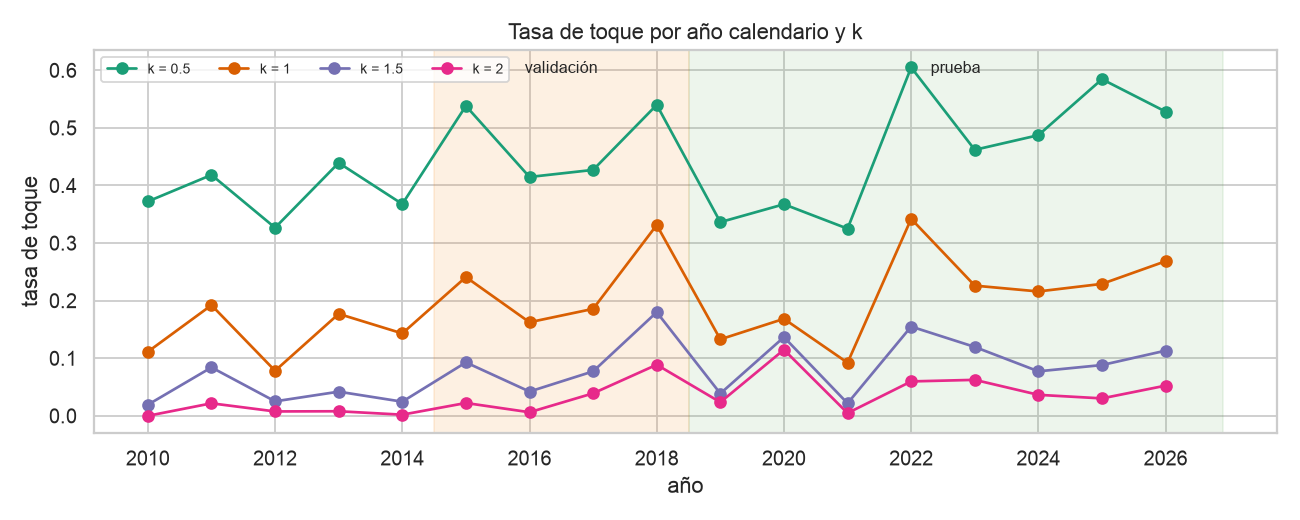 Tasa de toque por año calendario y k
k = 0.5 k = 1 k = 1.5 k = 2 validación prueba
0.6
0.5
0.4
0.3
0.2
0.1
0.0
tasa de toque
2010 2012 2014 2016 2018 2020 2022 2024 2026
año